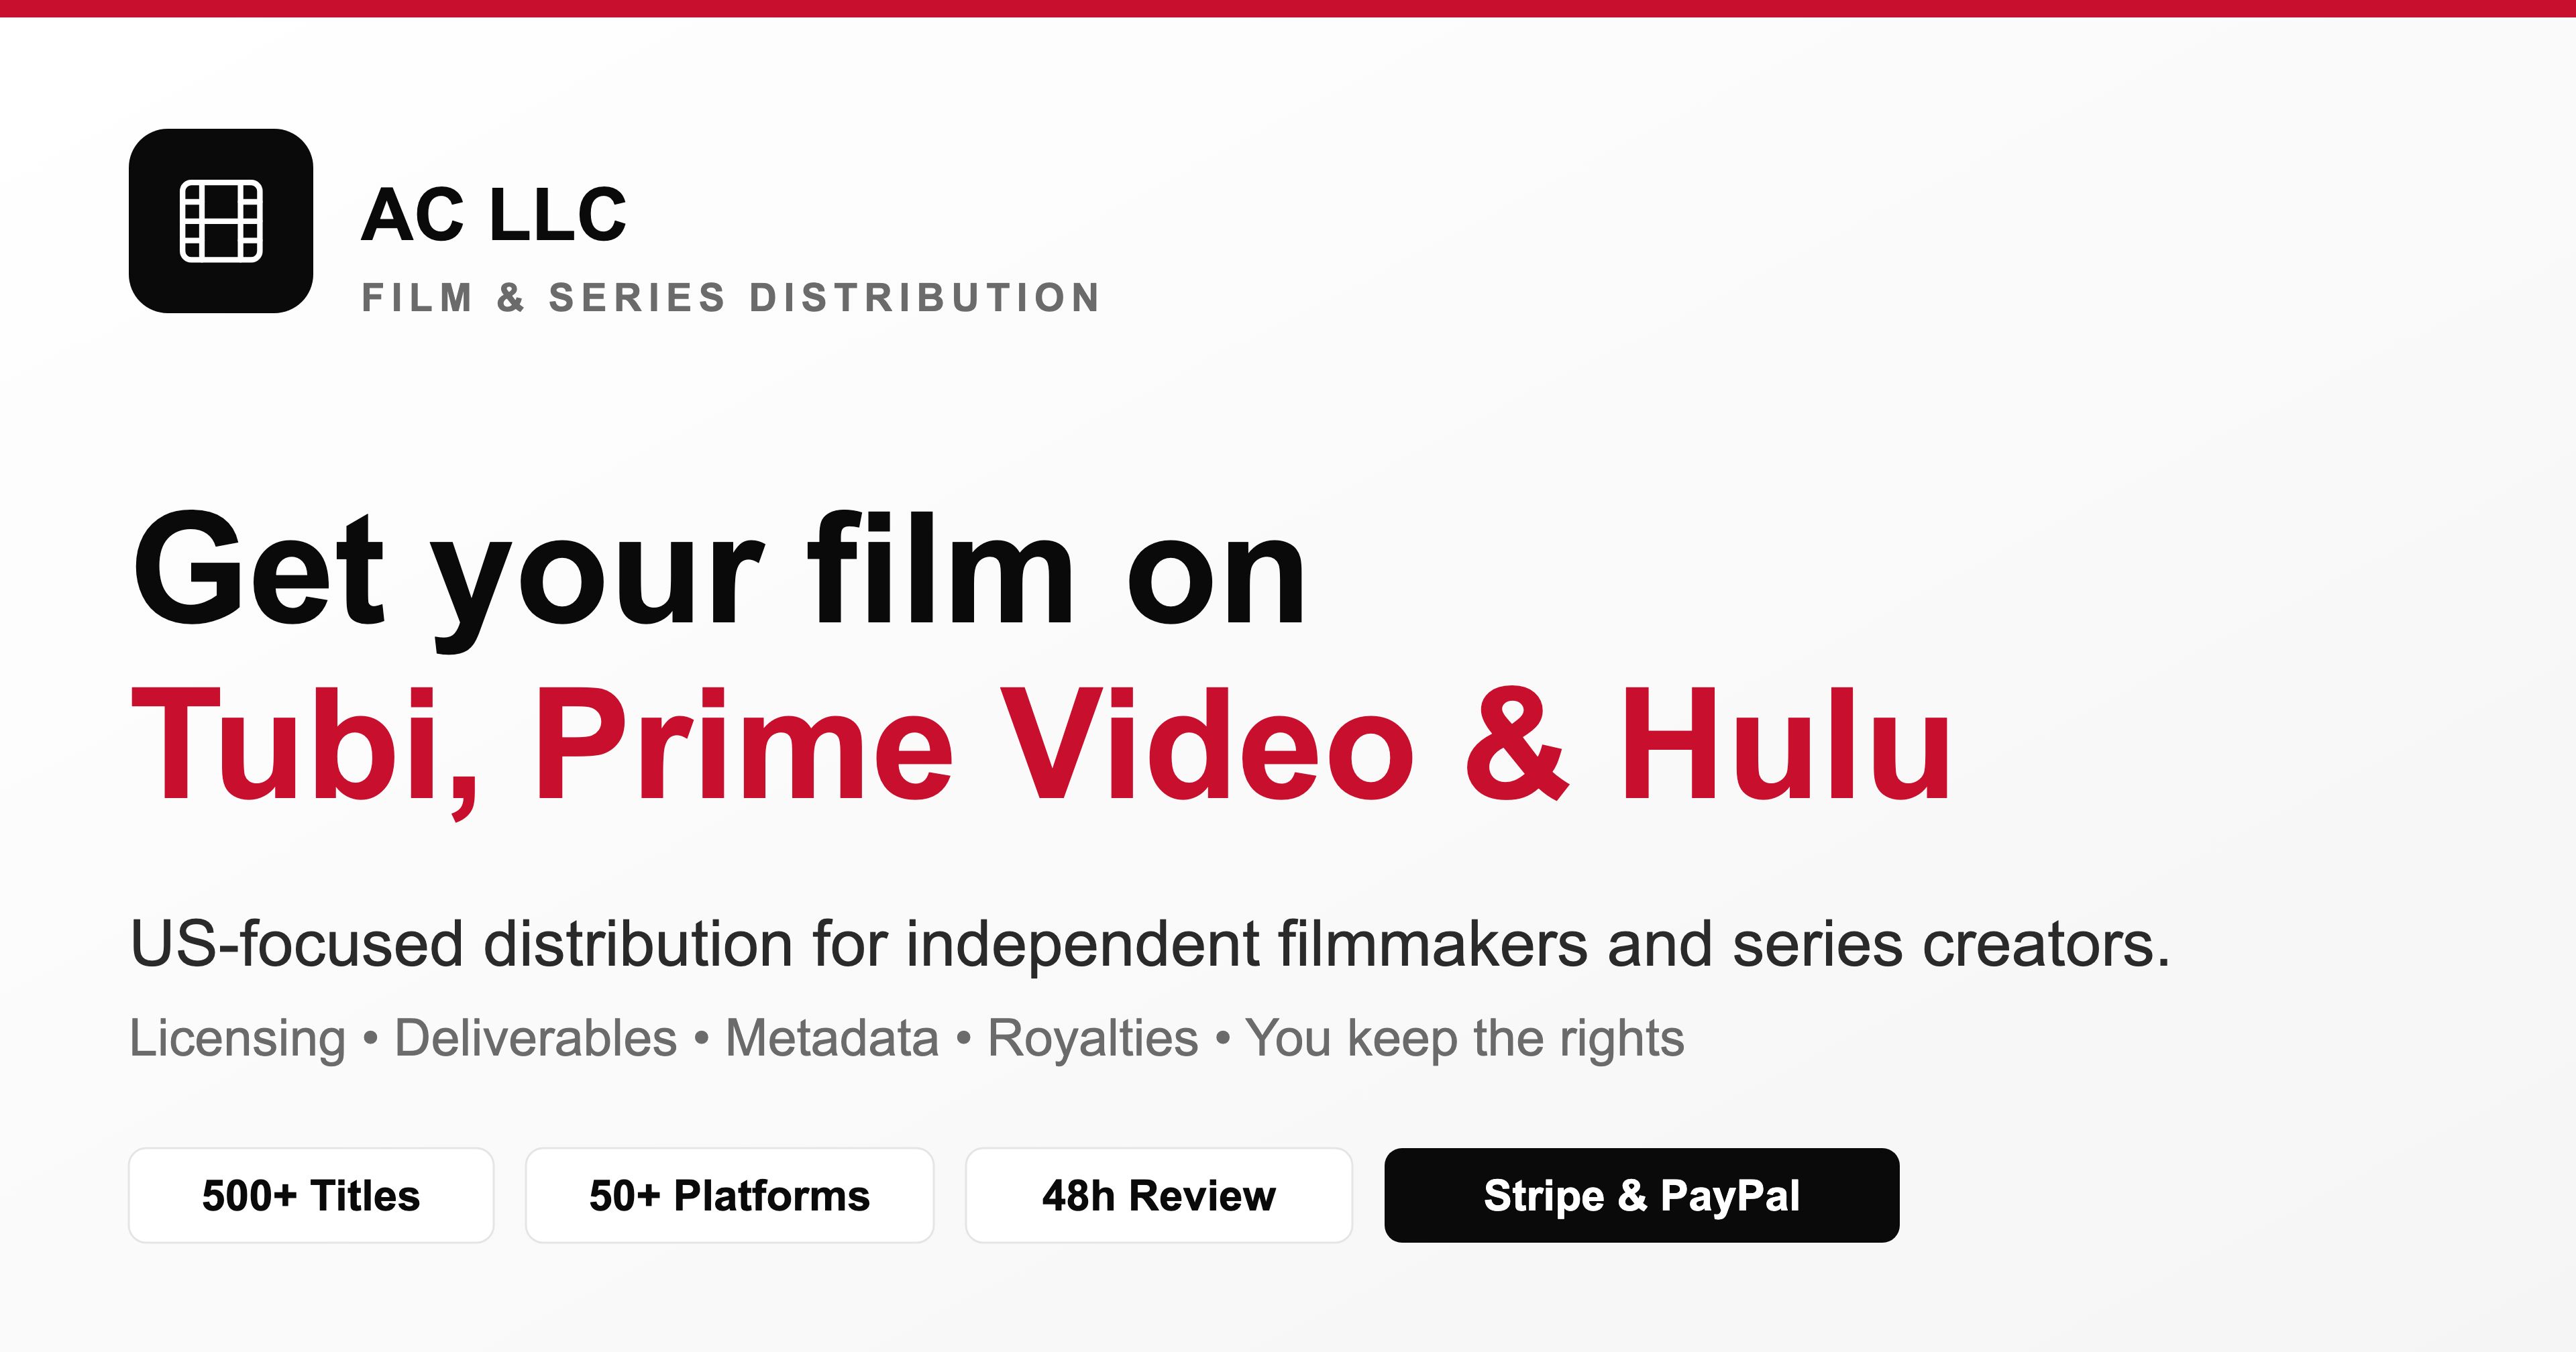 AC LLC
FILM & SERIES DISTRIBUTION
Get your film on
Tubi, Prime Video & Hulu
US-focused distribution for independent filmmakers and series creators.
Licensing • Deliverables • Metadata • Royalties • You keep the rights
500+ Titles
50+ Platforms
48h Review
Stripe & PayPal